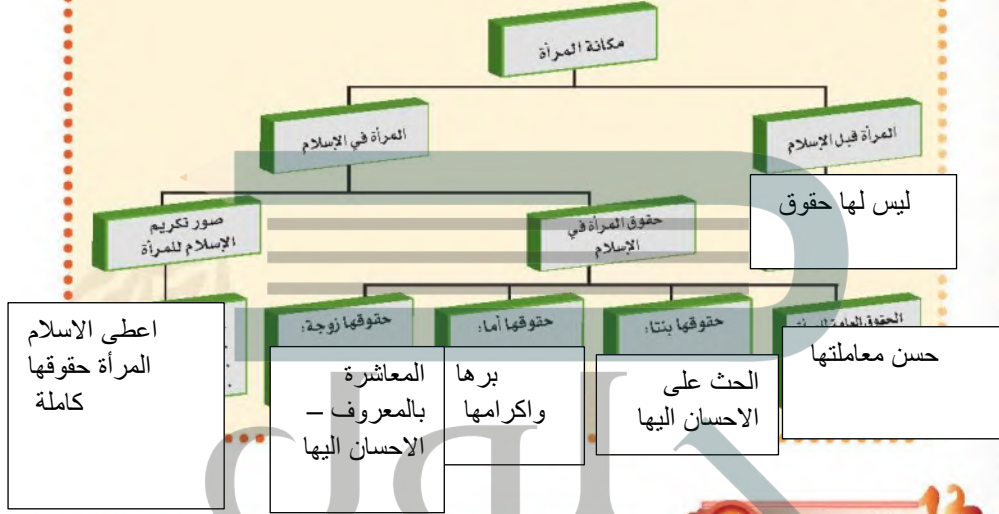 مكانة المرأة
المرأة قبل الإسلام
المرأة في الإسلام
ليس لها حقوق
حقوق المرأة في
الإسلام
صور تكريم
الإسلام للمرأة
الحقوق العامة
حقوقها بنتا:
حقوقها أما:
حقوقها زوجة:
حسن معاملتها
الحث على
الاحسان اليها
برها
واكرامها
المعاشرة
بالمعروف –
الاحسان اليها
اعطى الاسلام
المرأة حقوقها
كاملة